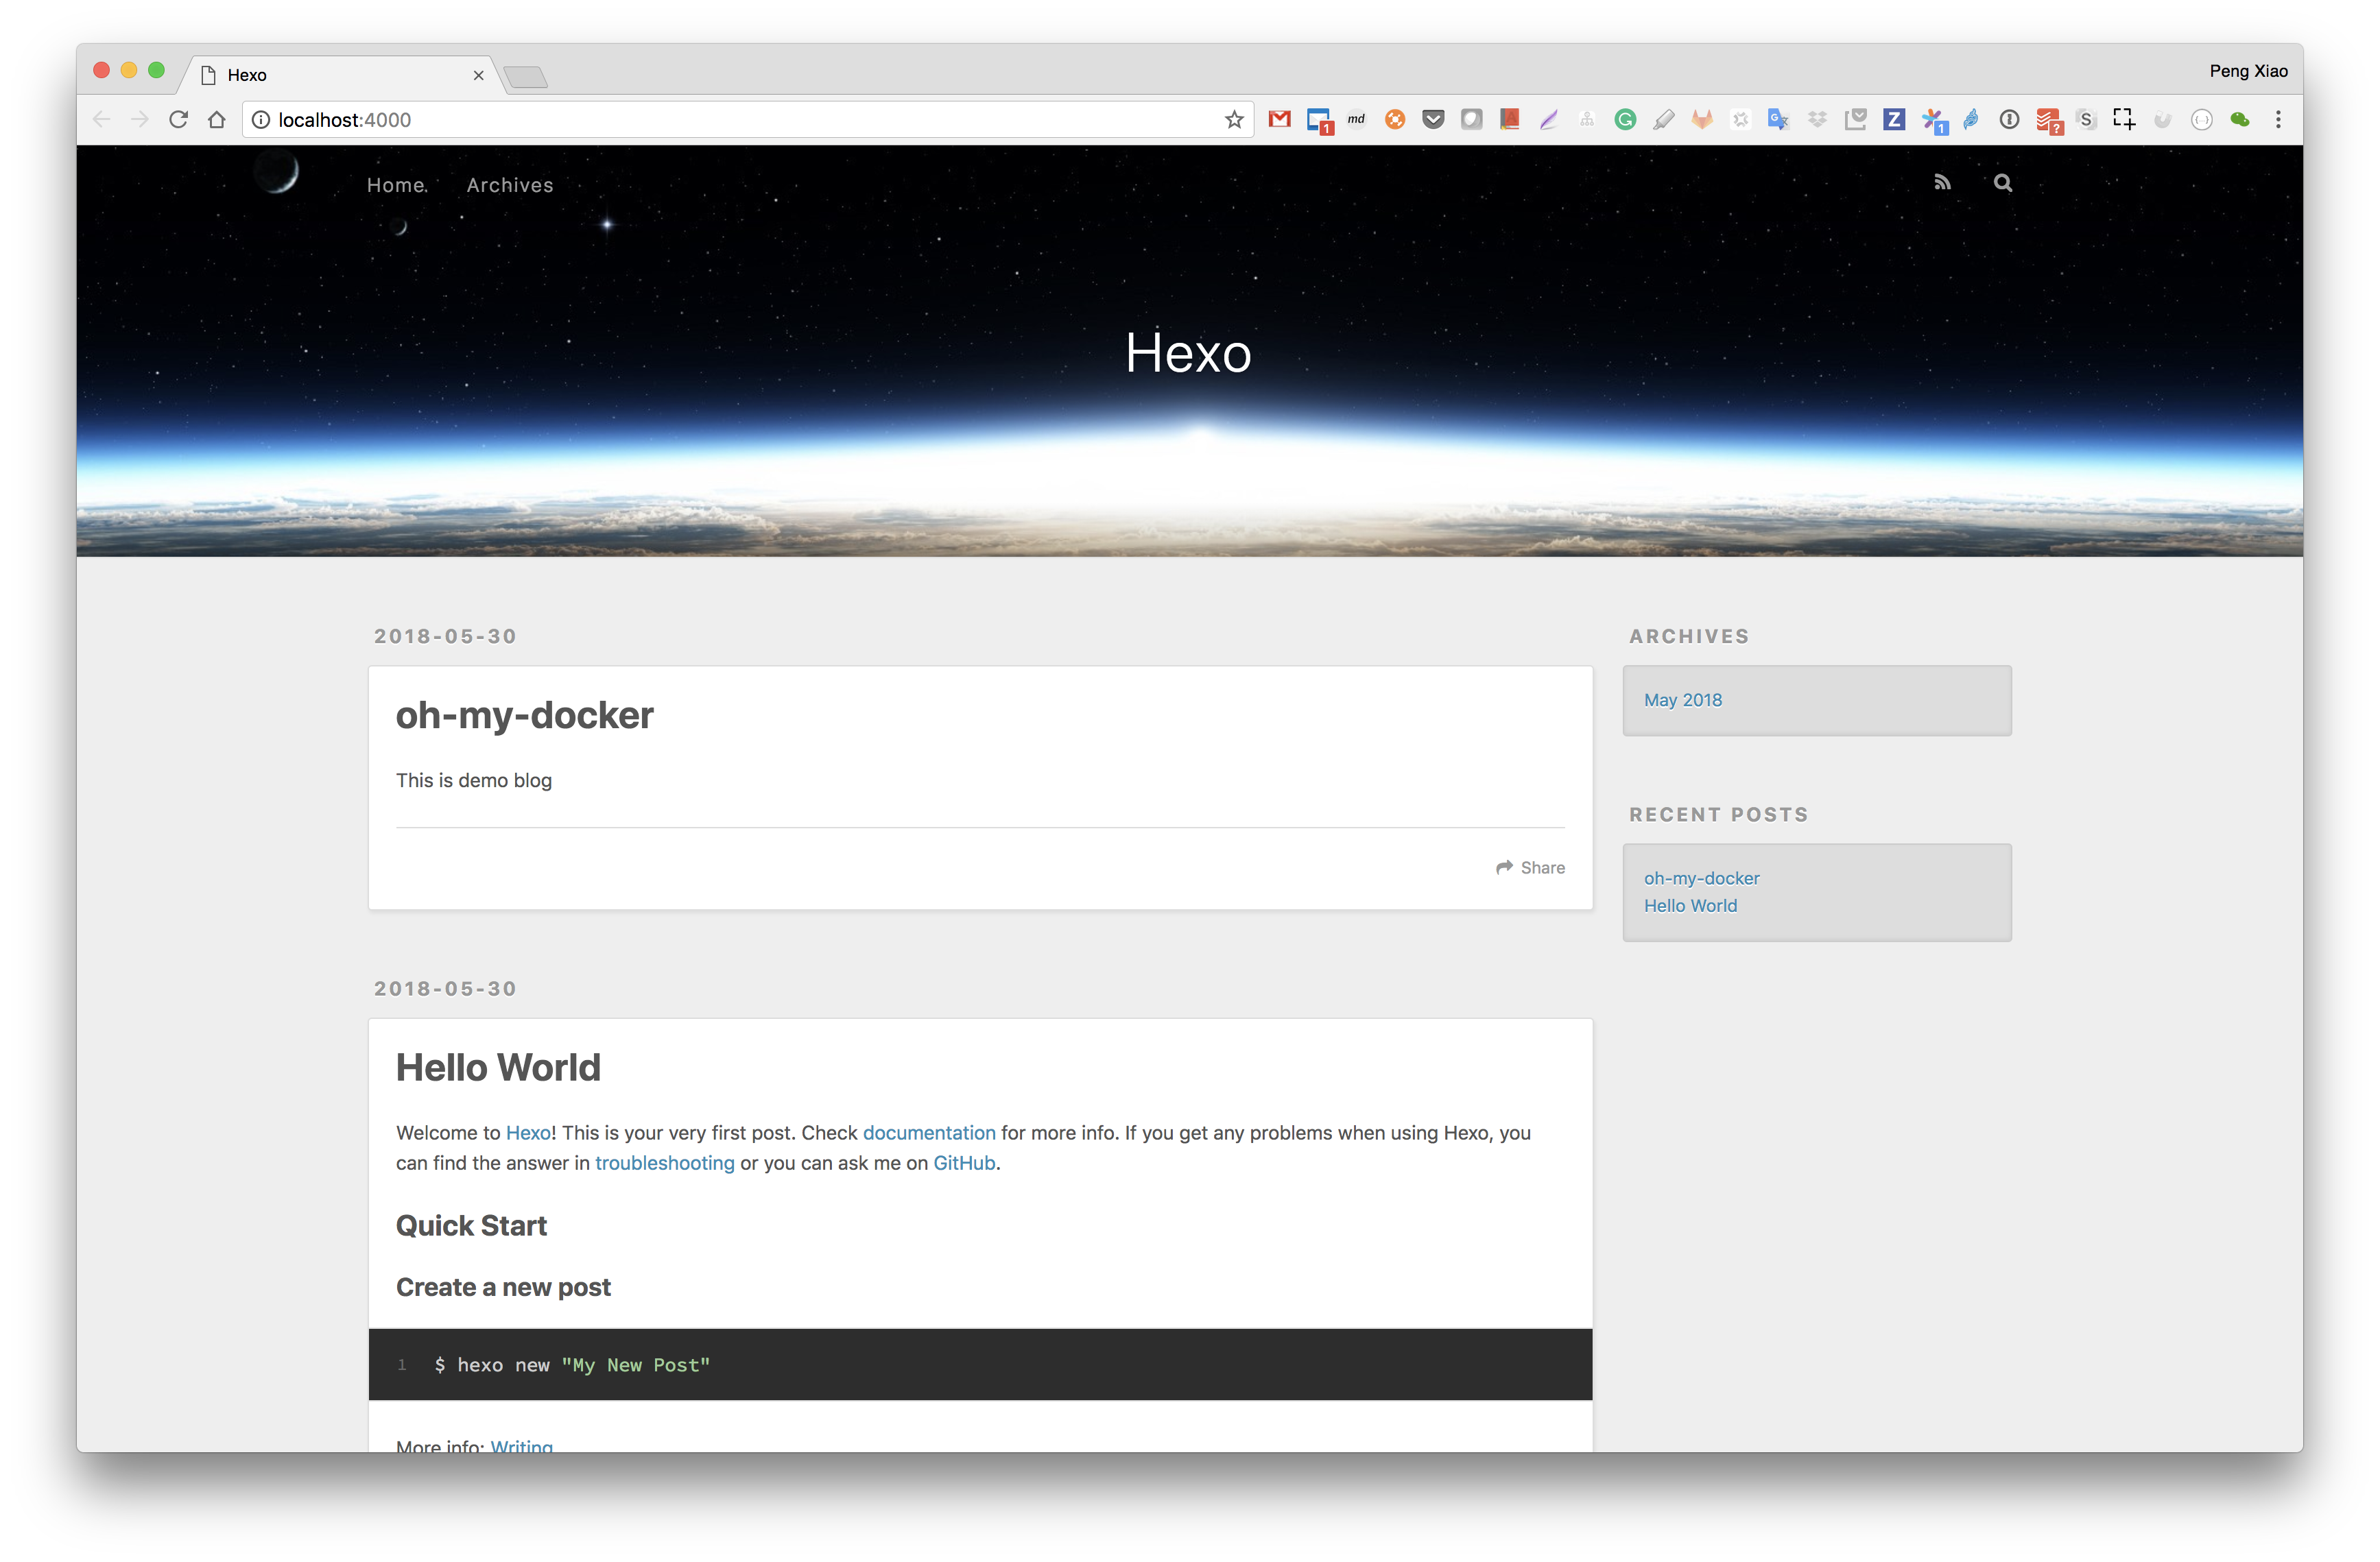 Hexo
Peng Xiao
localhost:4000
1
md
G
Z
1
?
S
Home
Archives
Hexo
2018-05-30
oh-my-docker
This is demo blog
Share
ARCHIVES
May 2018
RECENT POSTS
oh-my-docker
Hello World
2018-05-30
Hello World
Welcome to Hexo! This is your very first post. Check documentation for more info. If you get any problems when using Hexo, you
can find the answer in troubleshooting or you can ask me on GitHub.
Quick Start
Create a new post
1 $ hexo new "My New Post"
More info: Writing